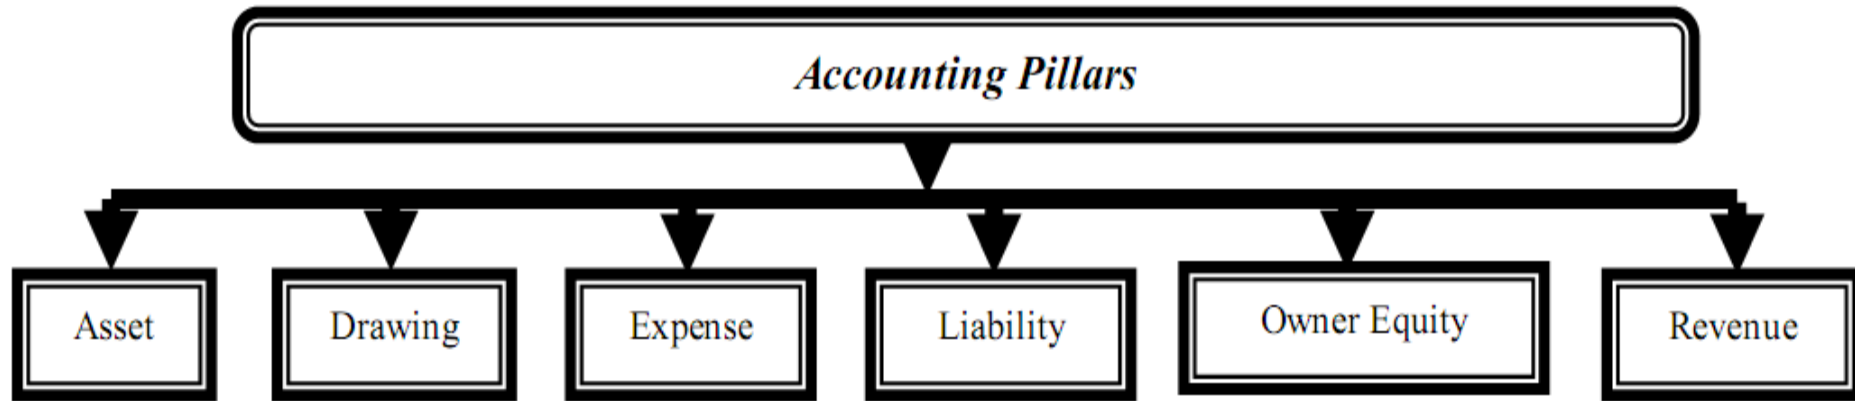 Accounting Pillars
Asset
Drawing
Expense
Liability
Owner Equity
Revenue